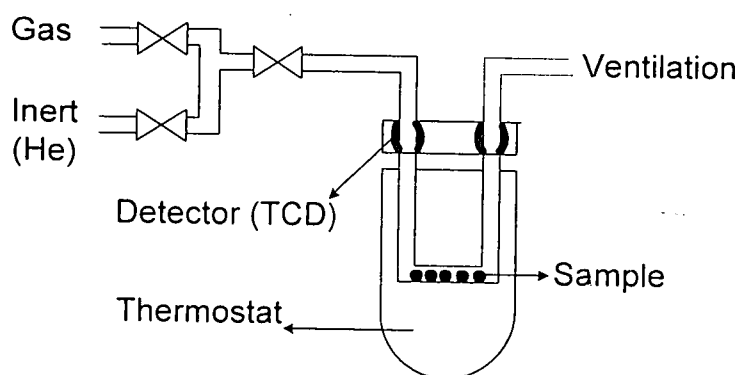 Gas
Inert
(He)
Ventilation
Detector (TCD)
Sample
Thermostat